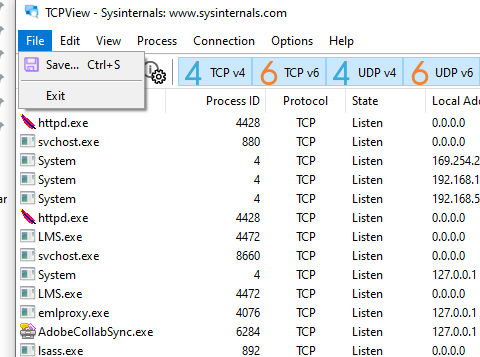 TCPView - Sysinternals: www.sysinternals.com
File Edit View Process Connection Options Help
Save... Ctrl+S
Exit
4 TCP v4 6 TCP v6 4 UDP v4 6 UDP v6
Process ID Protocol State Local Add
httpd.exe 4428 TCP Listen 0.0.0.0
svchost.exe 880 TCP Listen 0.0.0.0
System 4 TCP Listen 169.254.2
System 4 TCP Listen 192.168.1
System 4 TCP Listen 192.168.5
httpd.exe 4428 TCP Listen 0.0.0.0
LMS.exe 4472 TCP Listen 0.0.0.0
svchost.exe 8660 TCP Listen 0.0.0.0
System 4 TCP Listen 127.0.0.1
LMS.exe 4472 TCP Listen 0.0.0.0
emlproxy.exe 4076 TCP Listen 127.0.0.1
AdobeCollabSync.exe 6284 TCP Listen 127.0.0.1
lsass.exe 892 TCP Listen 0.0.0.0